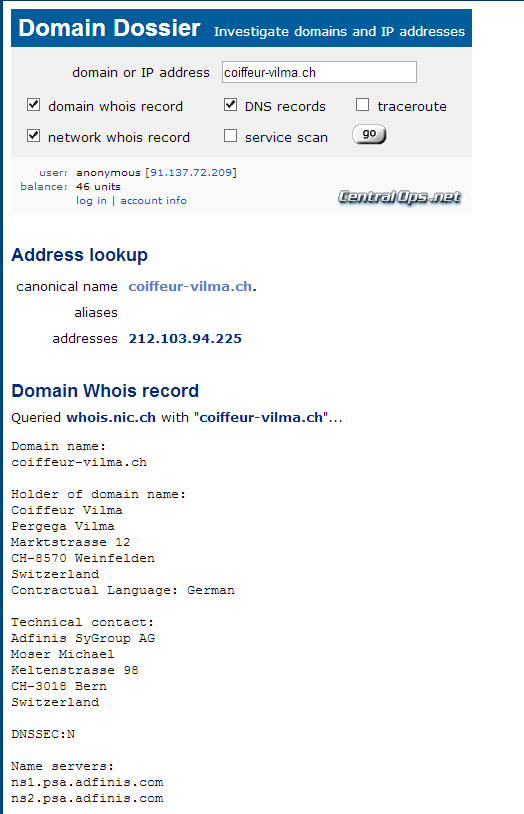 Domain Dossier Investigate domains and IP addresses
domain or IP address coiffeur-vilma.ch
domain whois record DNS records traceroute
network whois record service scan go
user: anonymous [91.137.72.209]
balance: 46 units
log in | account info
CentralOps.net
Address lookup
canonical name coiffeur-vilma.ch.
aliases
addresses 212.103.94.225
Domain Whois record
Queried whois.nic.ch with "coiffeur-vilma.ch"...
Domain name:
coiffeur-vilma.ch
Holder of domain name:
Coiffeur Vilma
Pergega Vilma
Marktstrasse 12
CH-8570 Weinfelden
Switzerland
Contractual Language: German
Technical contact:
Adfinis SyGroup AG
Moser Michael
Keltenstrasse 98
CH-3018 Bern
Switzerland
DNSSEC:N
Name servers:
ns1.psa.adfinis.com
ns2.psa.adfinis.com